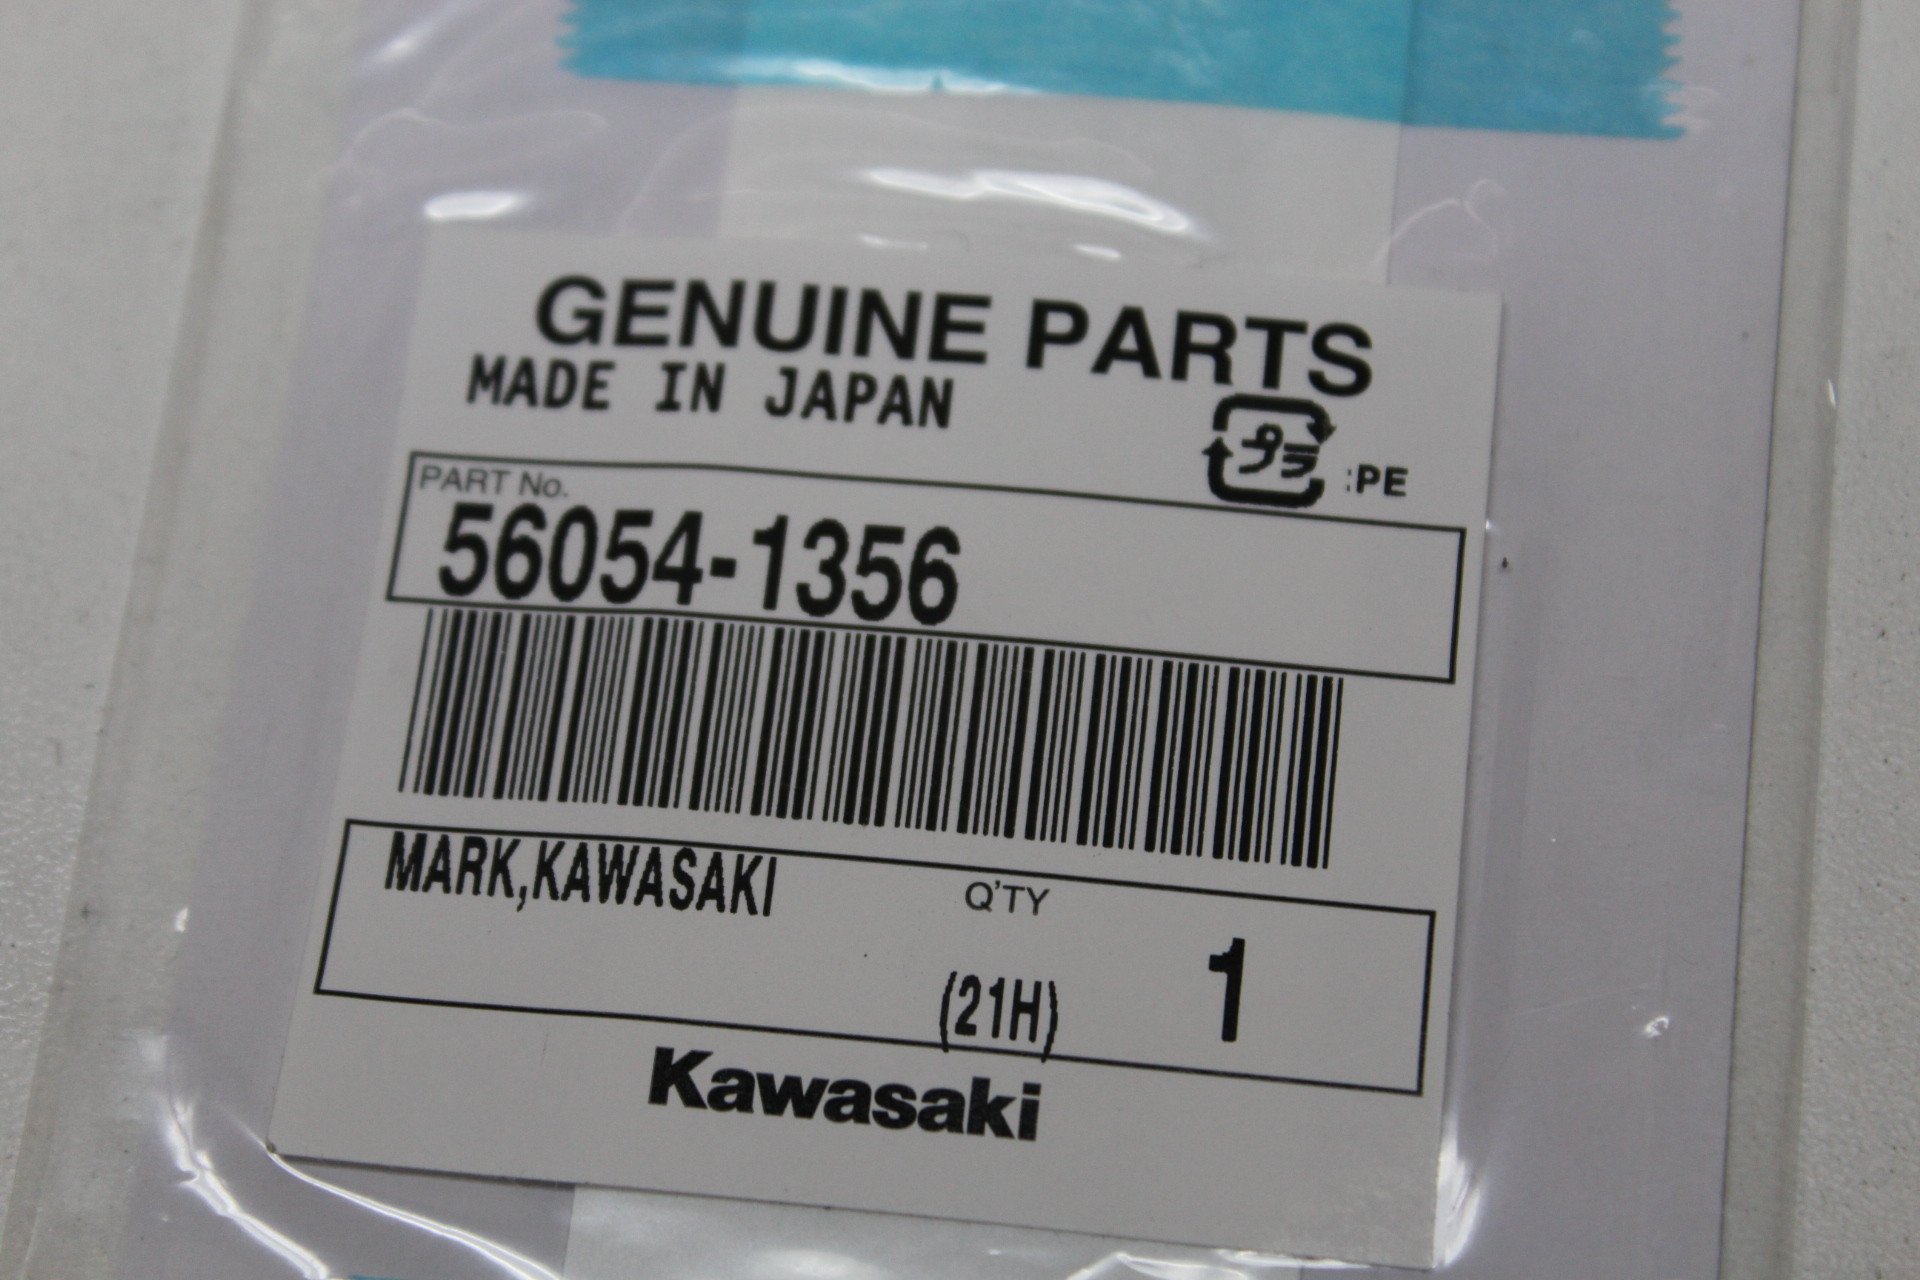 GENUINE PARTS
MADE IN JAPAN
プラ :PE
PART No.
56054-1356
MARK,KAWASAKI Q'TY
(21H) 1
Kawasaki